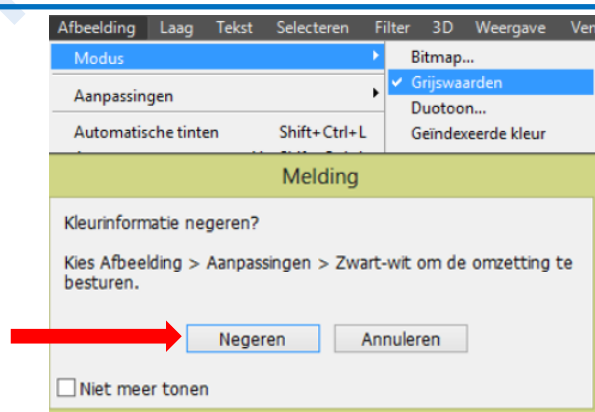 Afbeelding Laag Tekst Selecteren Filter 3D Weergave
Modus Bitmap...
Grijswaarden
Aanpassingen
Duotoon...
Automatische tinten Shift+Ctrl+L Geïndexeerde kleur
Melding
Kleurinformatie negeren?
Kies Afbeelding > Aanpassingen > Zwart-wit om de omzetting te
besturen.
Negeren Annuleren
Niet meer tonen